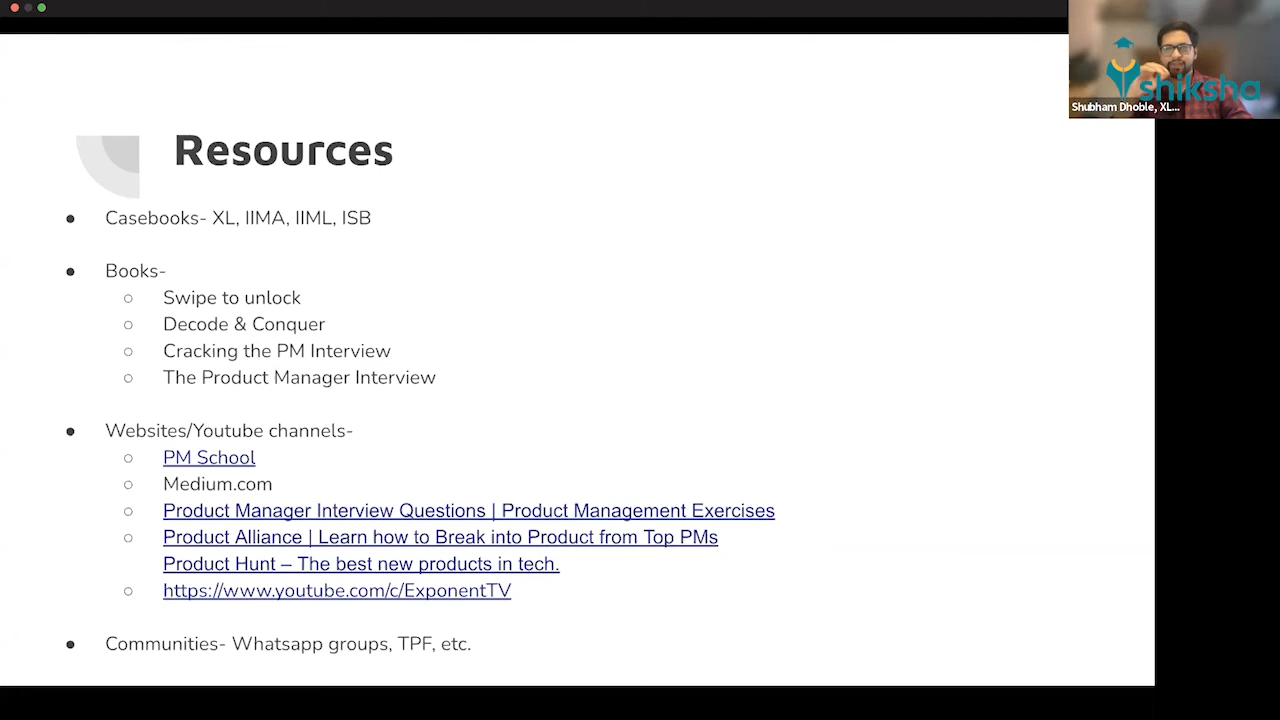 Resources
Casebooks- XL, IIMA, IIML, ISB
Books-
Swipe to unlock
Decode & Conquer
Cracking the PM Interview
The Product Manager Interview
Websites/Youtube channels-
PM School
Medium.com
Product Manager Interview Questions | Product Management Exercises
Product Alliance | Learn how to Break into Product from Top PMs
Product Hunt – The best new products in tech.
https://www.youtube.com/c/ExponentTV
Communities- Whatsapp groups, TPF, etc.
shiksha
Shubham Dhoble, XL...